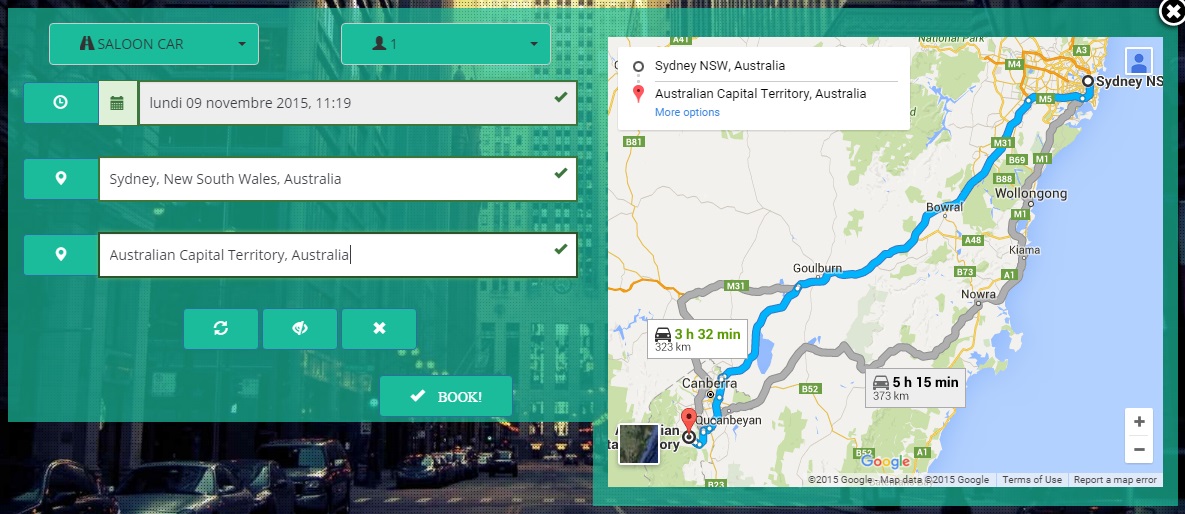 SALOON CAR
1
lundi 09 novembre 2015, 11:19
Sydney, New South Wales, Australia
Australian Capital Territory, Australia
BOOK!
Sydney NSW, Australia
Australian Capital Territory, Australia
More options
National Park
A41
A3
M4
Sydney NS
M5
B81
M31
B69
M1
B88
Wollongong
Bowral
M1
A48
Kiama
Goulburn
B73
A1
M31
Nowra
3 h 32 min
323 km
5 h 15 min
373 km
Canberra
B52
Queanbeyan
ian
ta
ory
B52
A1
Google
B23
©2015 Google - Map data ©2015 Google
Terms of Use
Report a map error